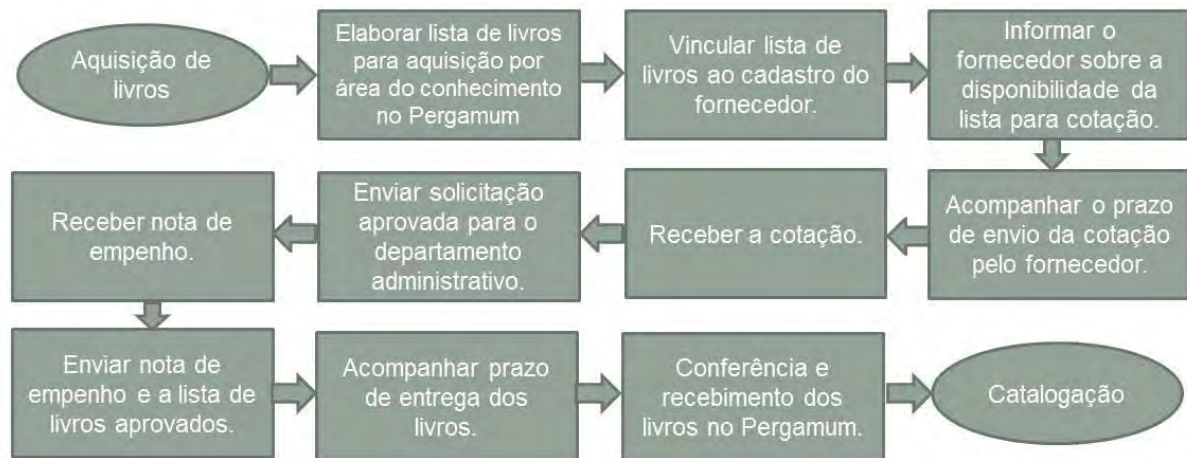 Aquisição de
livros
Elaborar lista de livros
para aquisição por
área do conhecimento
no Pergamum
Vincular lista de
livros ao cadastro do
fornecedor.
Informar o
fornecedor sobre a
disponibilidade da
lista para cotação.
Acompanhar o prazo
de envio da cotação
pelo fornecedor.
Receber a cotação.
Enviar solicitação
aprovada para o
departamento
administrativo.
Receber nota de
empenho.
Enviar nota de
empenho e a lista de
livros aprovados.
Acompanhar prazo
de entrega dos
livros.
Conferência e
recebimento dos
livros no Pergamum.
Catalogação